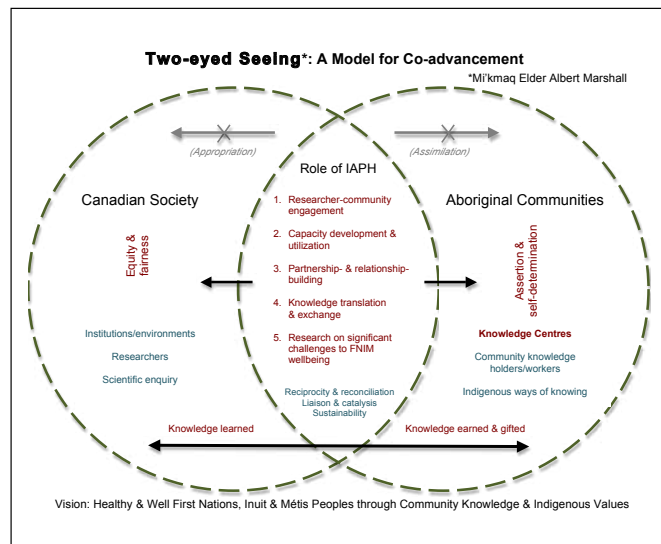 Two-eyed Seeing*: A Model for Co-advancement
*Mi'kmaq Elder Albert Marshall
(Appropriation)
(Assimilation)
Role of IAPH
Canadian Society
Aboriginal Communities
Equity &
fairness
1. Researcher-community
engagement
2. Capacity development &
utilization
3. Partnership- & relationship-
building
4. Knowledge translation
& exchange
5. Research on significant
challenges to FNIM
wellbeing
Assertion &
self-determination
Institutions/environments
Researchers
Scientific enquiry
Reciprocity & reconciliation
Liaison & catalysis
Sustainability
Knowledge Centres
Community knowledge
holders/workers
Indigenous ways of knowing
Knowledge learned
Knowledge earned & gifted
Vision: Healthy & Well First Nations, Inuit & Métis Peoples through Community Knowledge & Indigenous Values